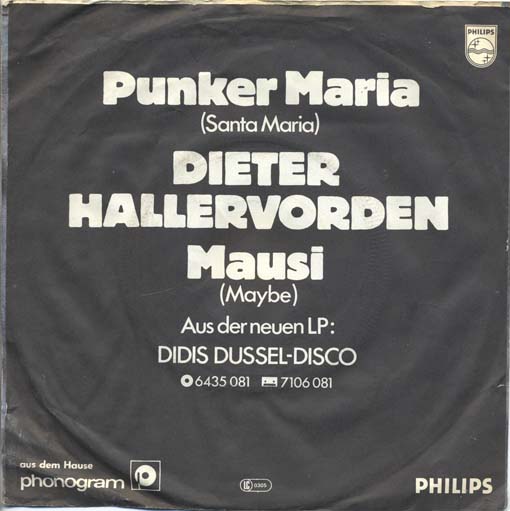 PHILIPS
Punker Maria
(Santa Maria)
DIETER
HALLERVORDEN
Mausi
(Maybe)
Aus der neuen LP:
DIDIS DUSSEL-DISCO
6435 081 7106 081
aus dem Hause
phonogram
LC 0305
PHILIPS